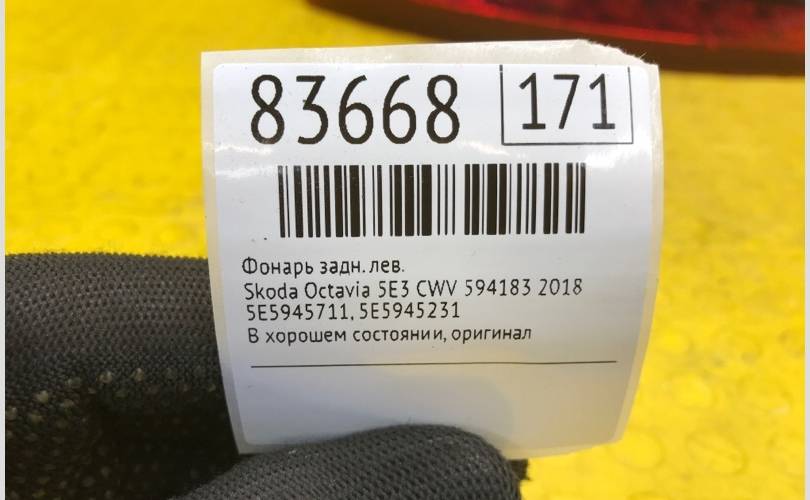 83668 171
Фонарь задн. лев.
Skoda Octavia 5E3 CWV 594183 2018
5E5945711, 5E5945231
В хорошем состоянии, оригинал